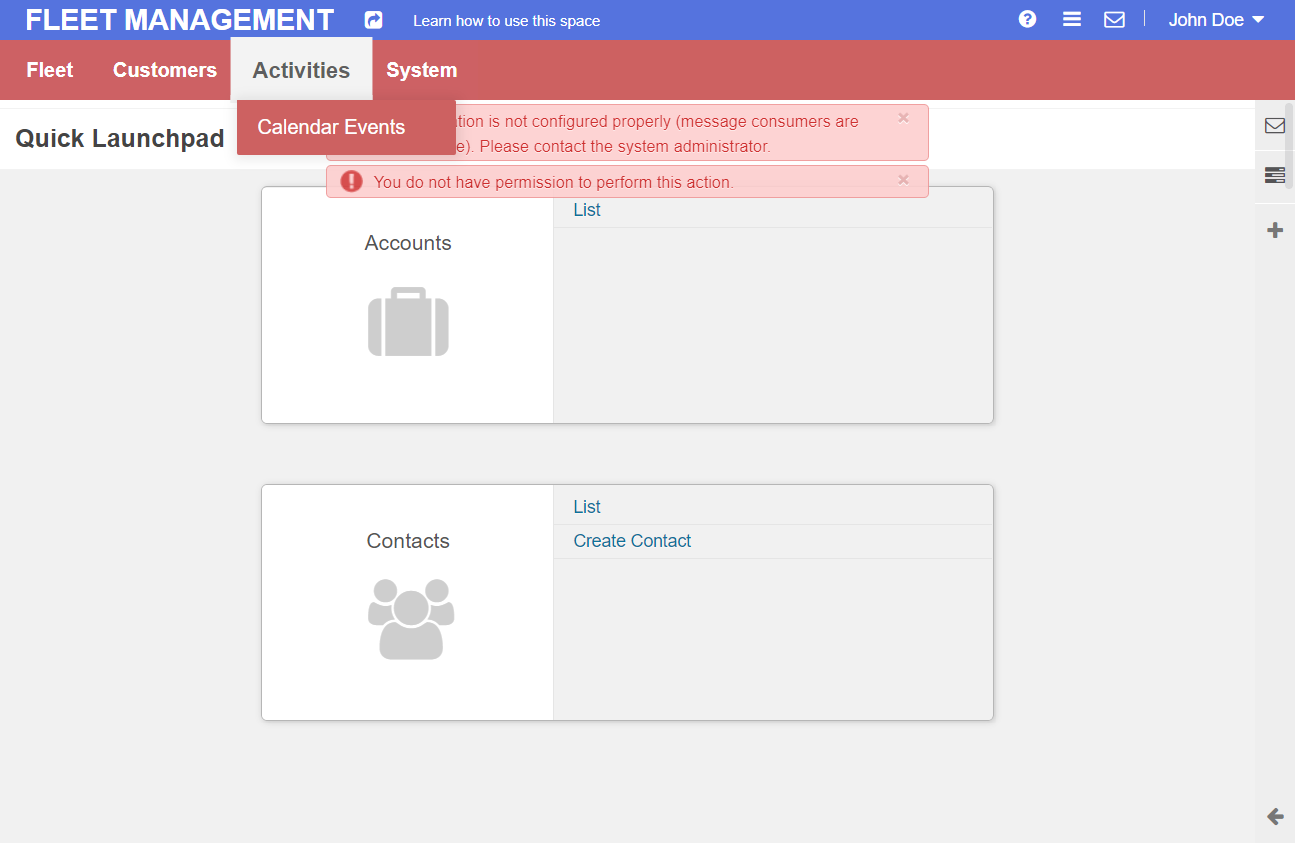 FLEET MANAGEMENT
Learn how to use this space
John Doe
Fleet
Customers
Activities
System
Calendar Events
Quick Launchpad
tion is not configured properly (message consumers are
e). Please contact the system administrator.
You do not have permission to perform this action.
Accounts
List
Contacts
List
Create Contact